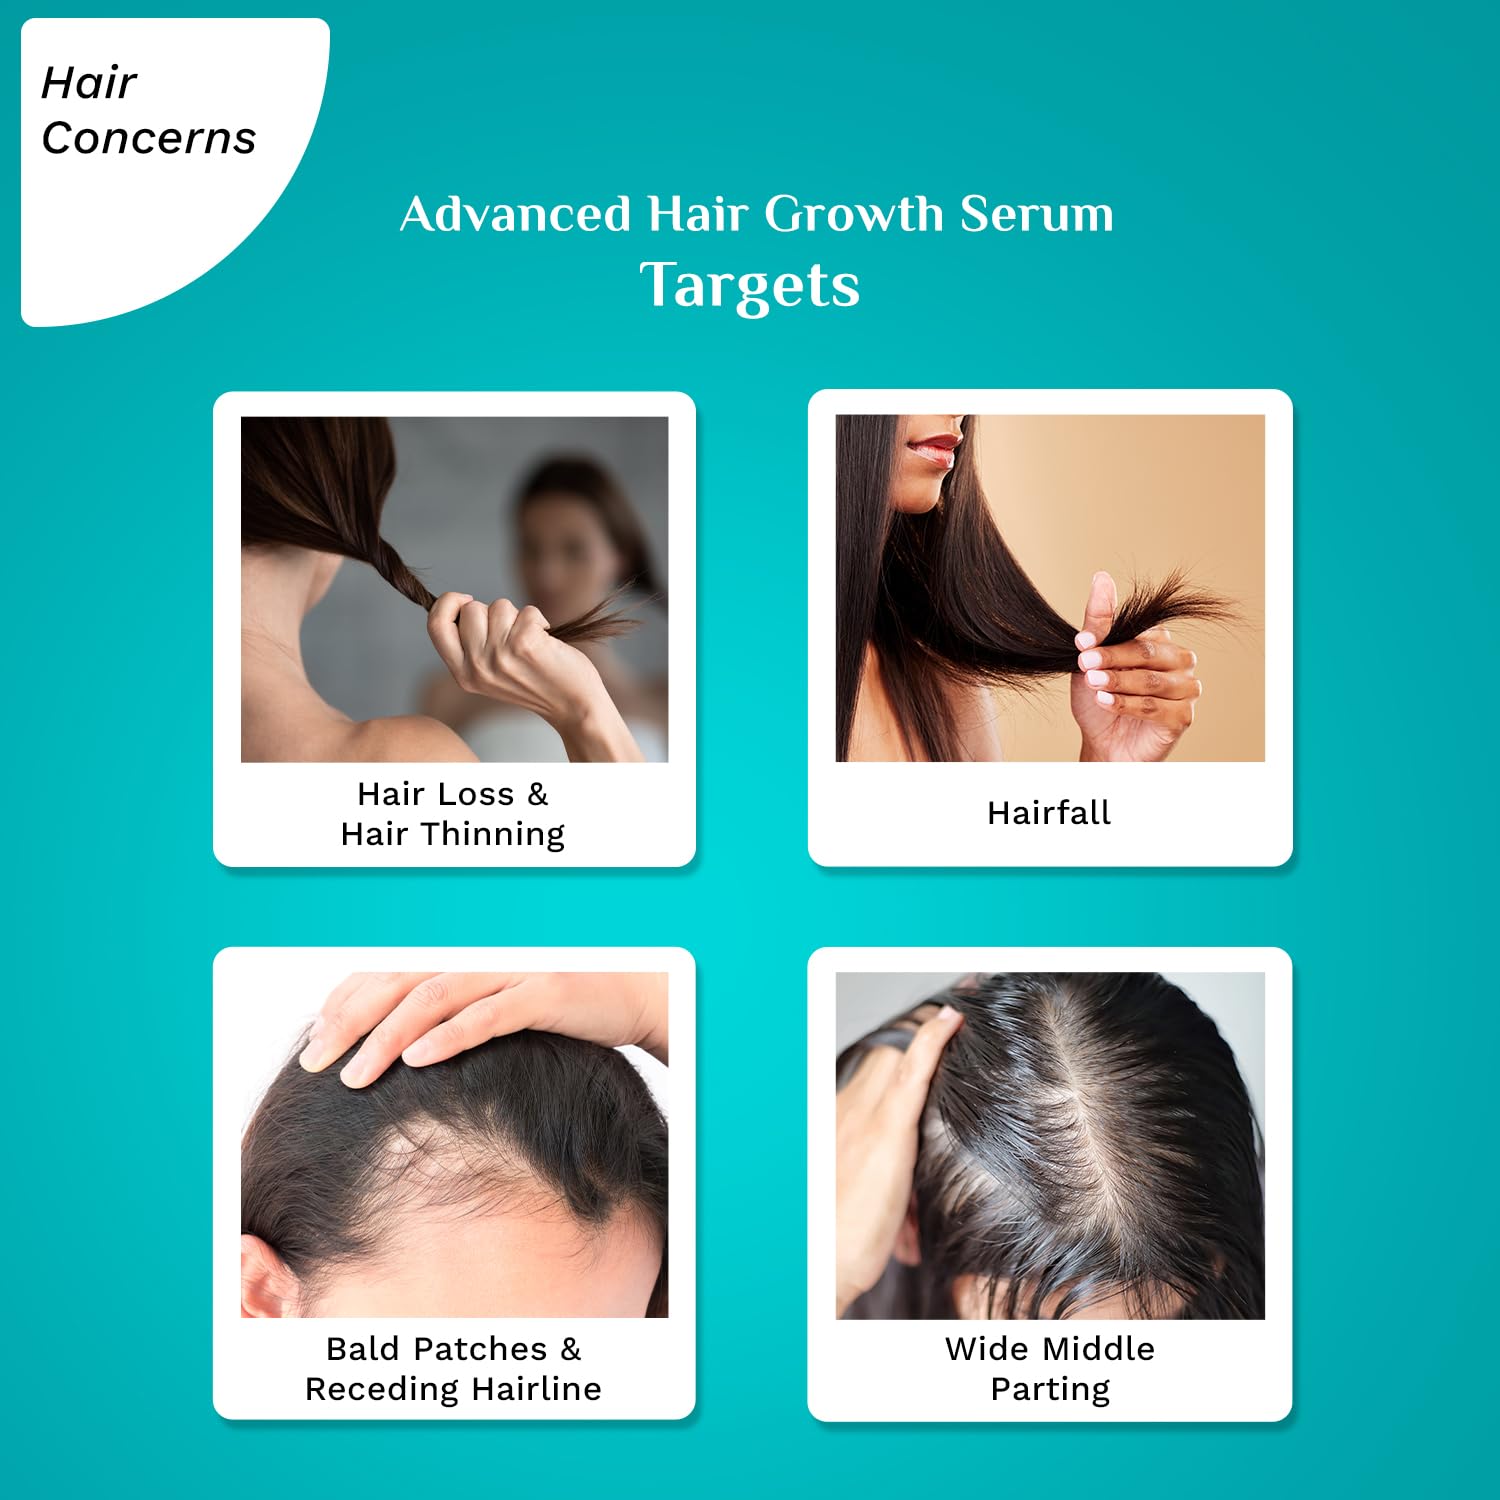 Hair
Concerns
Advanced Hair Growth Serum
Targets
Hair Loss &
Hair Thinning
Hairfall
Bald Patches &
Receding Hairline
Wide Middle
Parting